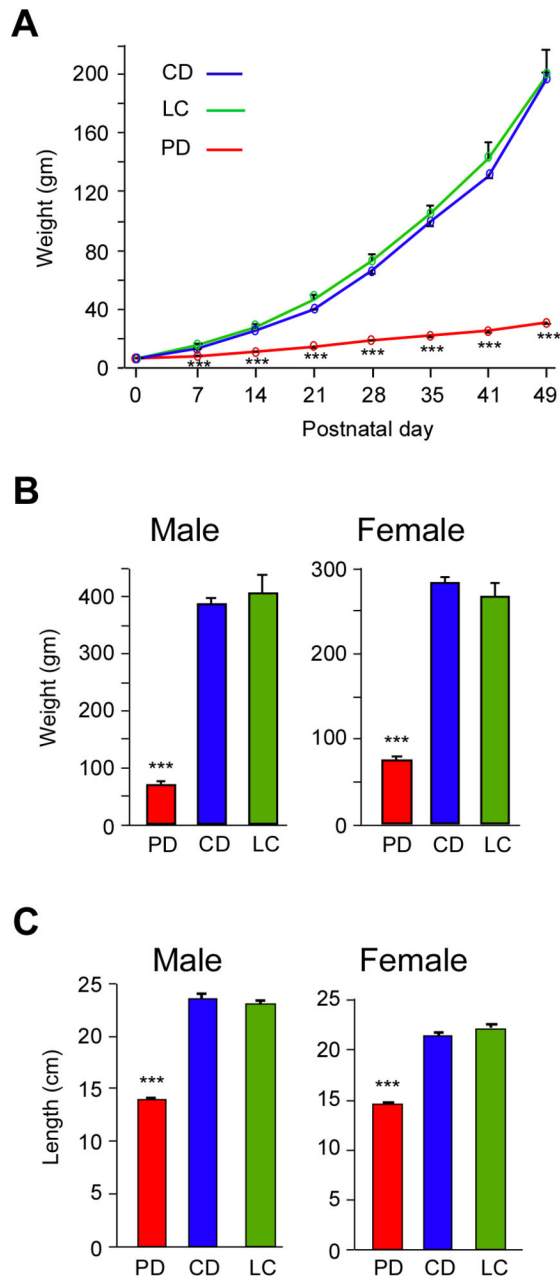 A
Weight (gm)
200
160
120
80
40
0
CD
LC
PD
*** *** *** *** *** *** ***
0 7 14 21 28 35 41 49
Postnatal day
B
Male Female
Weight (gm)
400
300
200
100
0
***
PD CD LC
300
200
100
0
***
PD CD LC
C
Male Female
Length (cm)
25
20
15
10
5
0
***
PD CD LC
25
20
15
10
5
0
***
PD CD LC